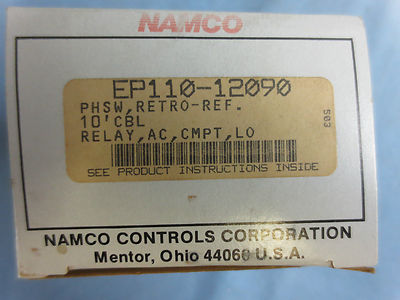 NAMCO
EP110-12090
PHSW,RETRO-REF.
10'CBL
RELAY,AC,CMPT,LO
503
SEE PRODUCT INSTRUCTIONS INSIDE
NAMCO CONTROLS CORPORATION
Mentor, Ohio 44060 U.S.A.